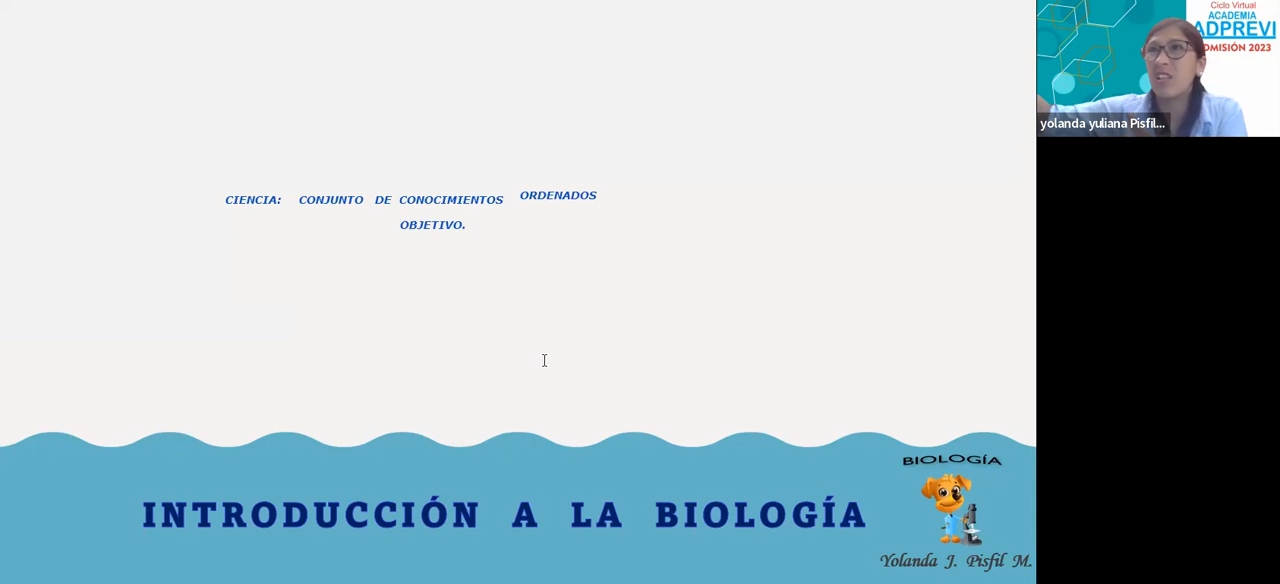 CIENCIA: CONJUNTO DE CONOCIMIENTOS ORDENADOS
OBJETIVO.
INTRODUCCIÓN A LA BIOLOGÍA
BIOLOGÍA
Yolanda J. Pisfil M.
Ciclo Virtual
ACADEMIA
ADPREVI
DMISIÓN 2023
yolanda yuliana Pisfil...